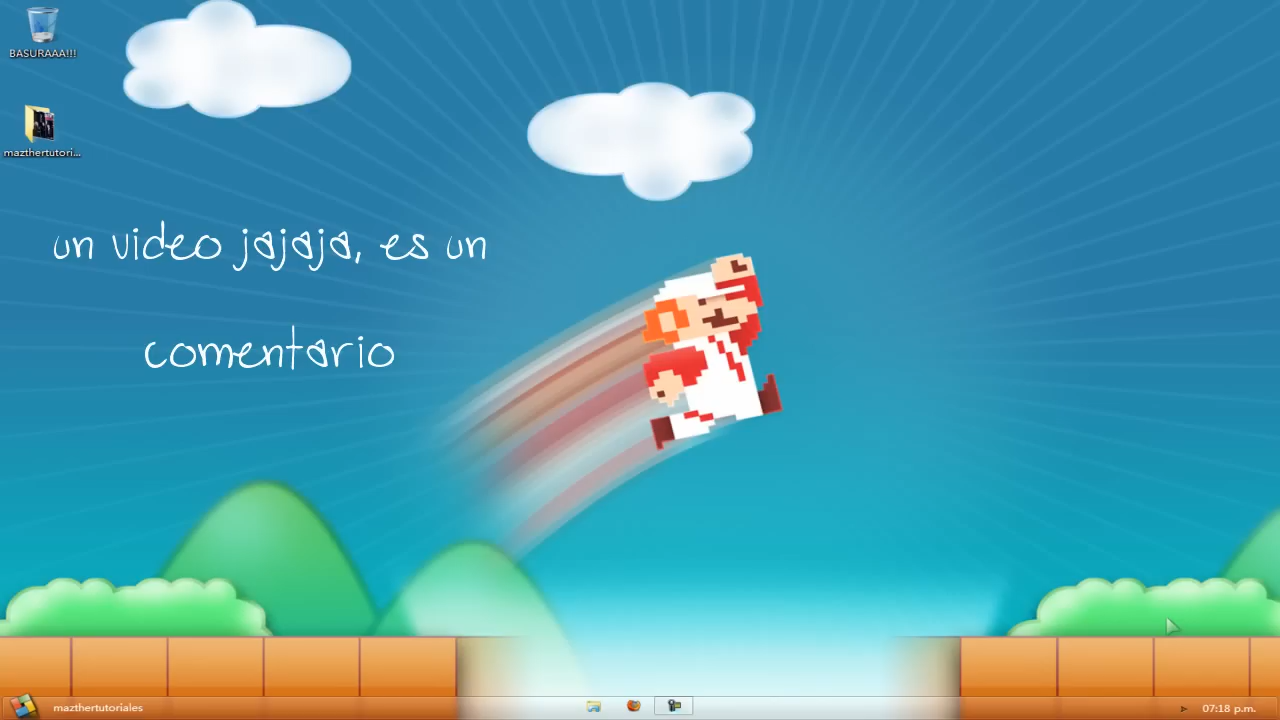 BASURAAA!!!
mazthertutori...
un video jajaja, es un
comentario
mazthertutoriales
07:18 p.m.